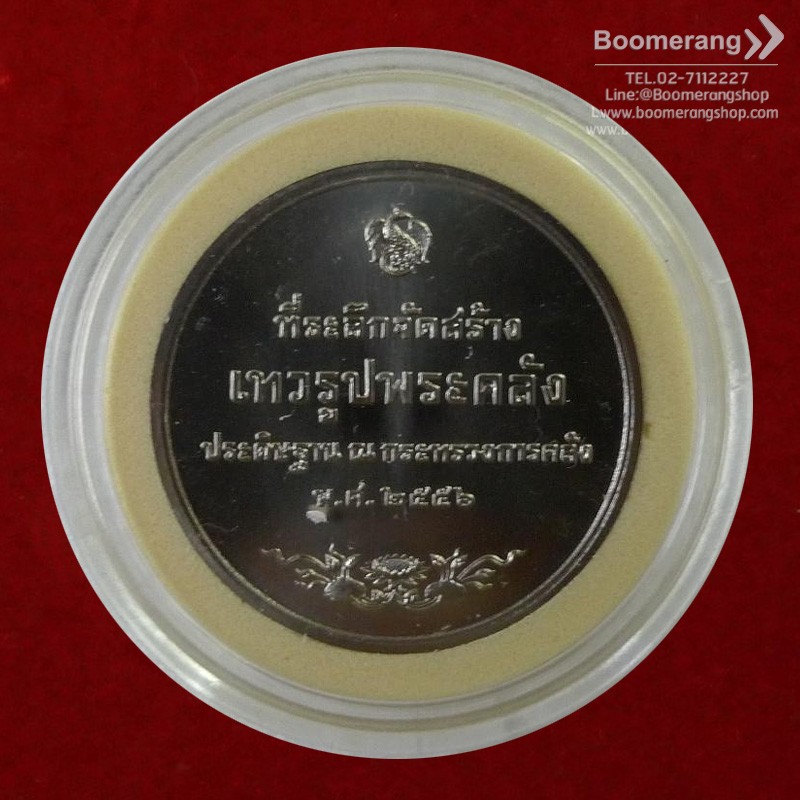 Boomerang
TEL.02-7112227
Line:@Boomerangshop
www.boomerangshop.com
ที่ระลึกจัดสร้าง
เทวรูปพระคลัง
ประดิษฐาน ณ กระทรวงการคลัง
พ.ศ.๒๕๕๖